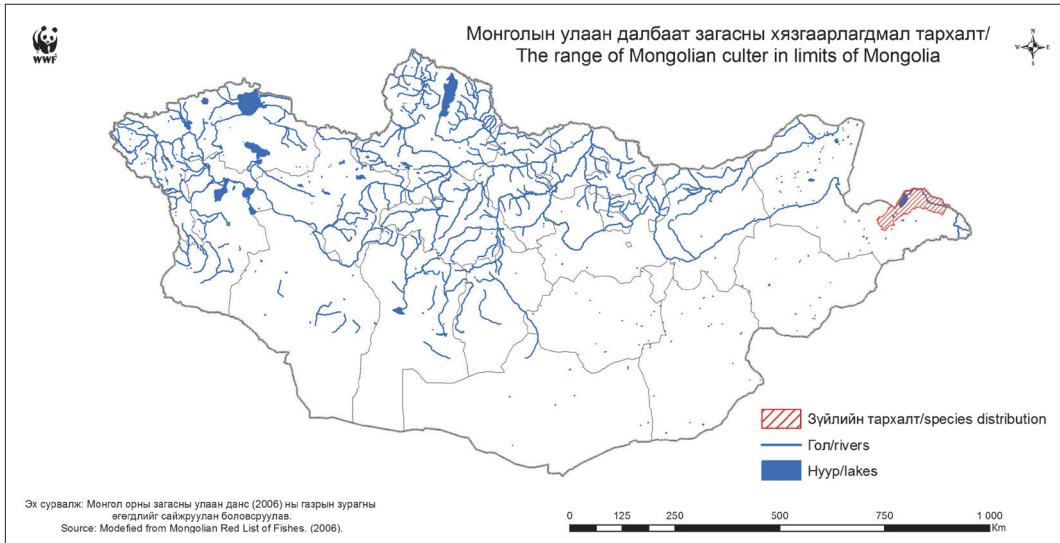 Монголын улаан далбаат загасны хязгаарлагдмал тархалт/
The range of Mongolian culter in limits of Mongolia
WWF
N
W E
S
Зүйлийн тархалт/species distribution
Гол/rivers
Нуур/lakes
Эх сурвалж: Монгол орны загасны улаан данс (2006) ны газрын зурагны
өгөгдлийг сайжруулан боловсруулав.
Source: Modefied from Mongolian Red List of Fishes. (2006).
0 125 250 500 750 1 000
Km